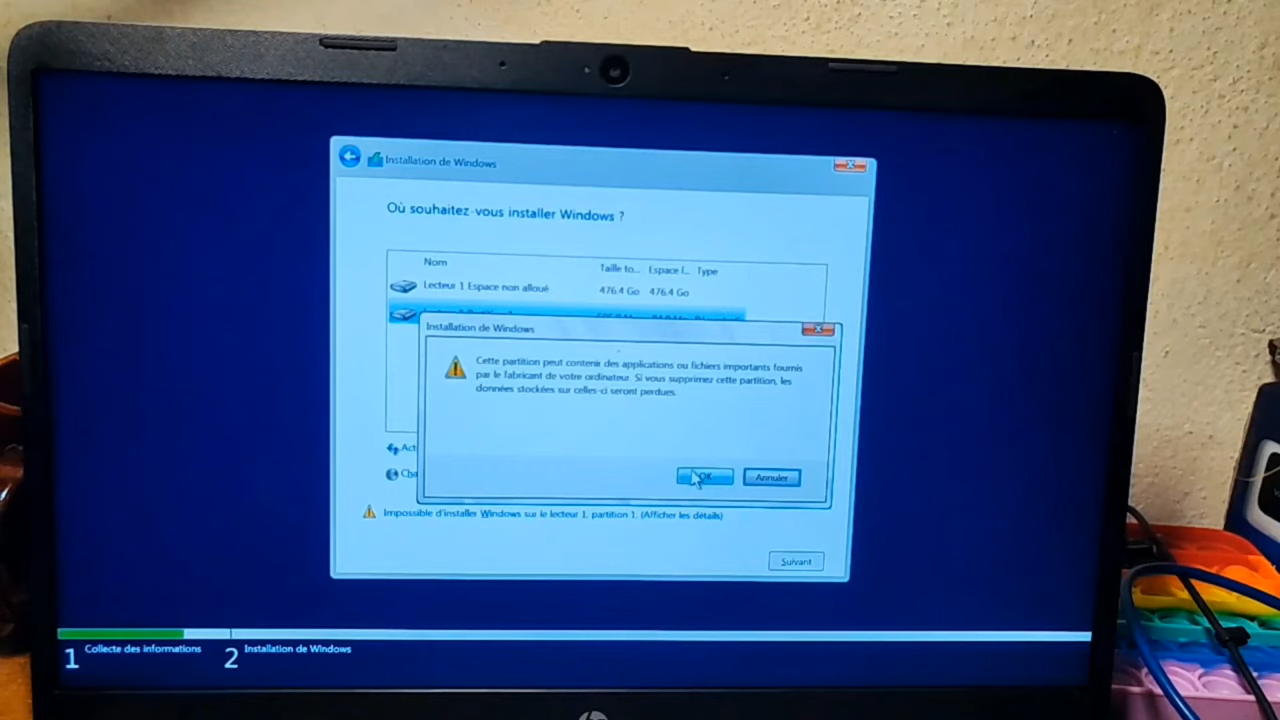 Installation de Windows
Où souhaitez-vous installer Windows ?
Nom Taille to... Espace l... Type
Lecteur 1 Espace non alloué 476.4 Go 476.4 Go
Installation de Windows
Cette partition peut contenir des applications ou fichiers importants fournis
par le fabricant de votre ordinateur. Si vous supprimez cette partition, les
données stockées sur celles-ci seront perdues.
OK Annuler
Act
Cha
Impossible d'installer Windows sur le lecteur 1, partition 1. (Afficher les détails)
Suivant
1 Collecte des informations 2 Installation de Windows